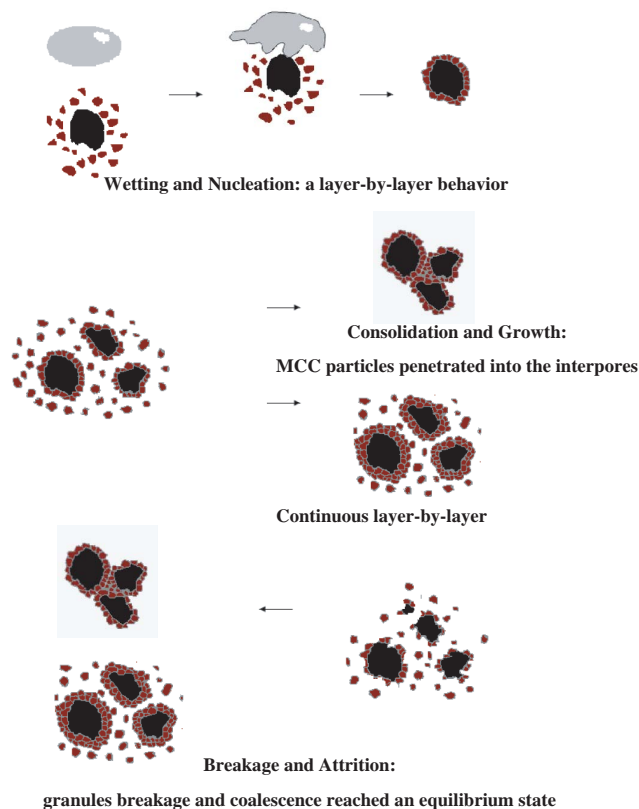 Wetting and Nucleation: a layer-by-layer behavior
Consolidation and Growth:
MCC particles penetrated into the interpores
Continuous layer-by-layer
Breakage and Attrition:
granules breakage and coalescence reached an equilibrium state